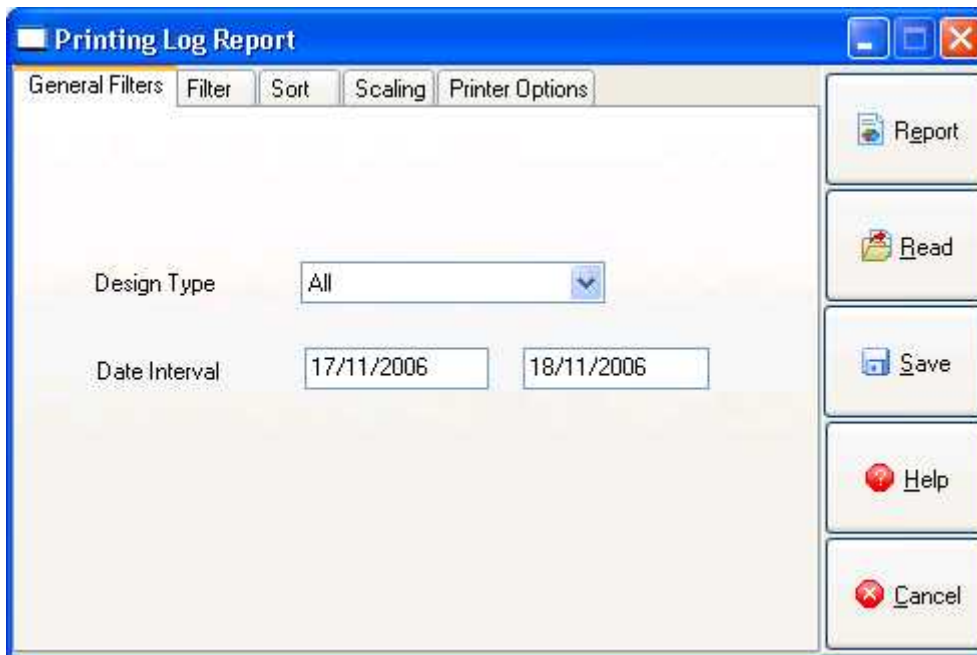 Printing Log Report
General Filters Filter Sort Scaling Printer Options
Report
Read
Design Type All
Date Interval 17/11/2006 18/11/2006
Save
Help
Cancel